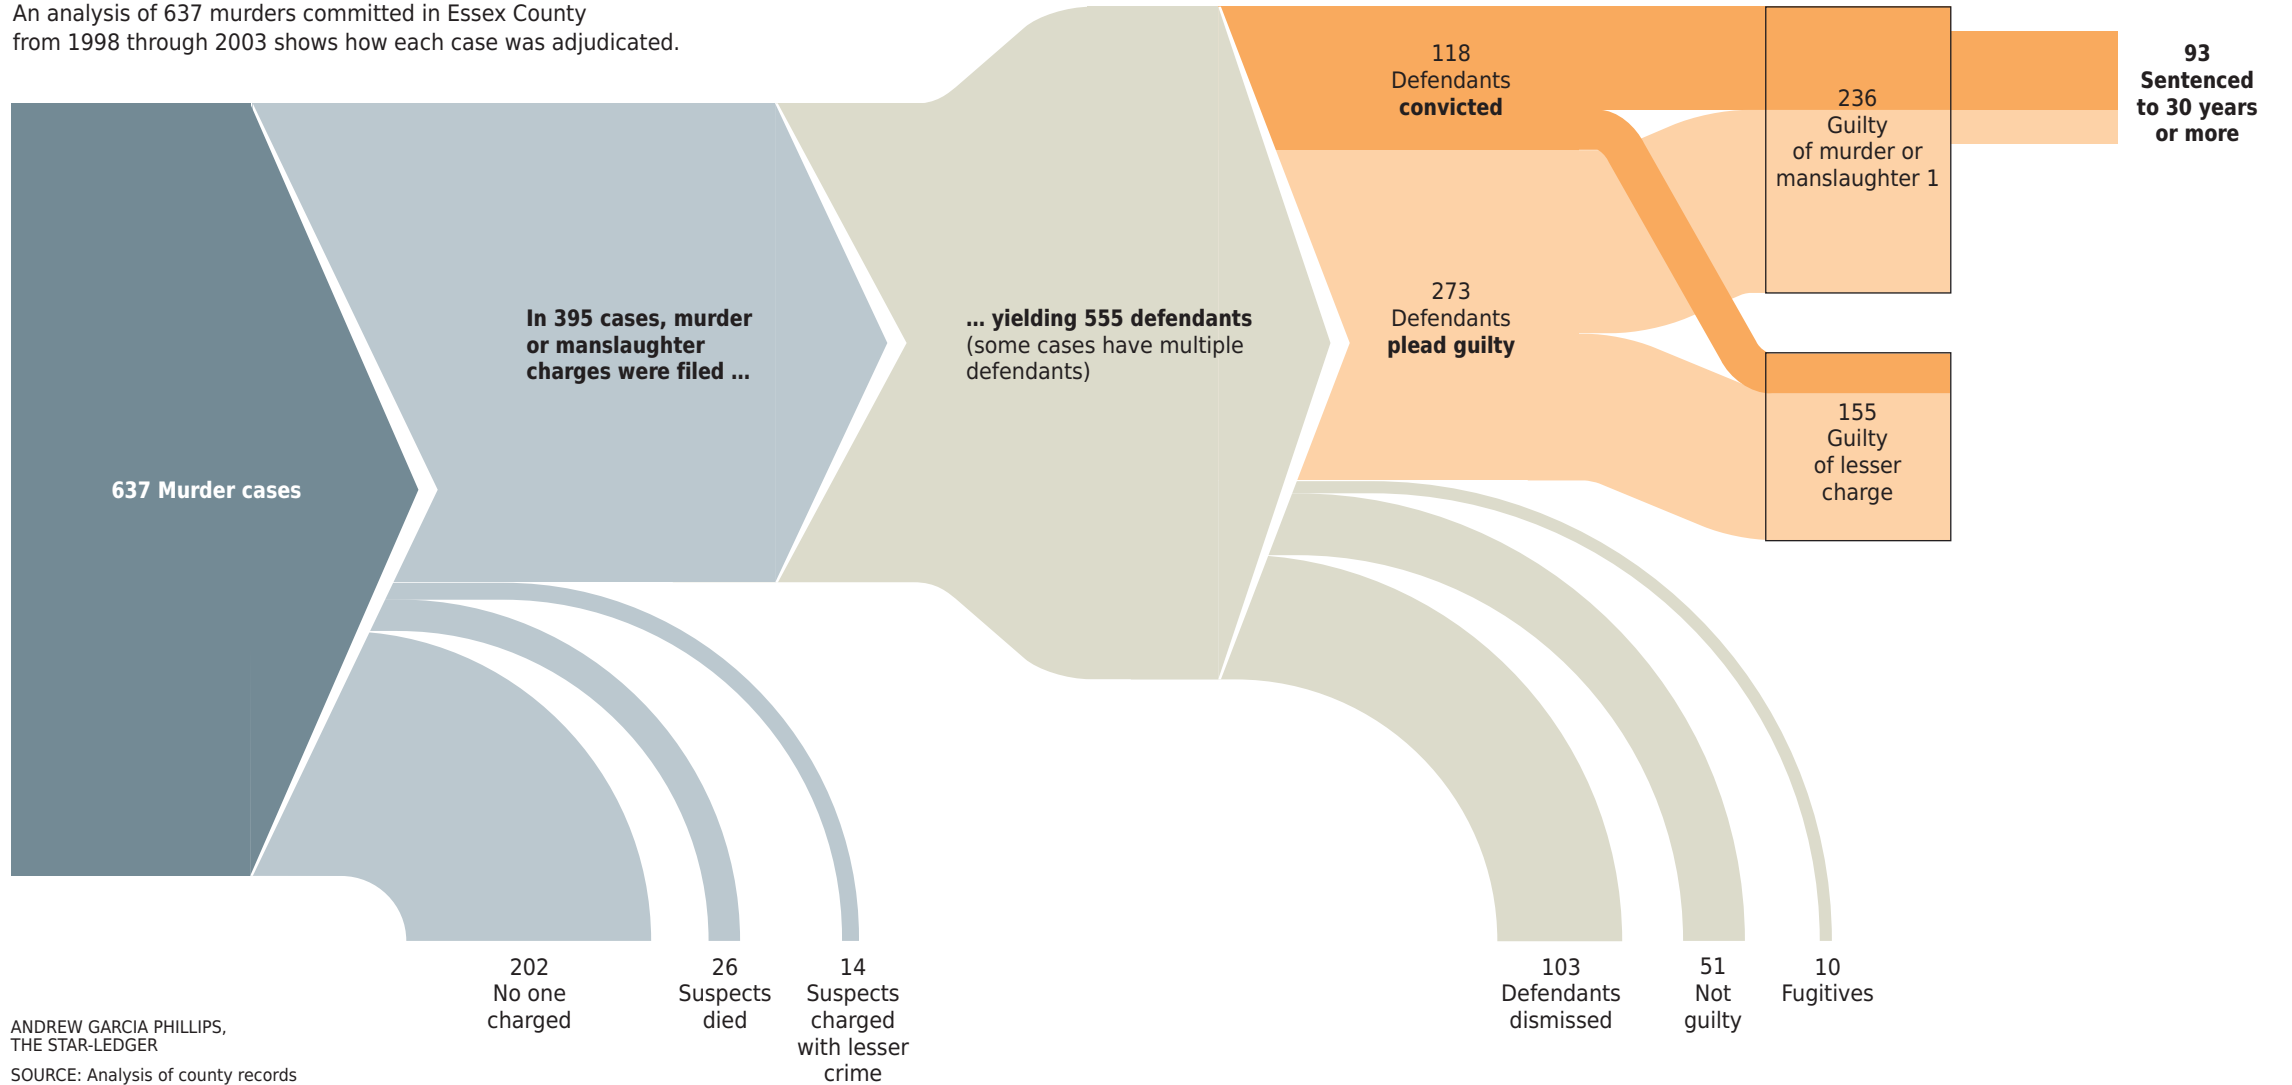 An analysis of 637 murders committed in Essex County
from 1998 through 2003 shows how each case was adjudicated.
637 Murder cases
In 395 cases, murder
or manslaughter
charges were filed ...
... yielding 555 defendants
(some cases have multiple
defendants)
118
Defendants
convicted
273
Defendants
plead guilty
236
Guilty
of murder or
manslaughter 1
155
Guilty
of lesser
charge
93
Sentenced
to 30 years
or more
202
No one
charged
26
Suspects
died
14
Suspects
charged
with lesser
crime
103
Defendants
dismissed
51
Not
guilty
10
Fugitives
ANDREW GARCIA PHILLIPS,
THE STAR-LEDGER
SOURCE: Analysis of county records